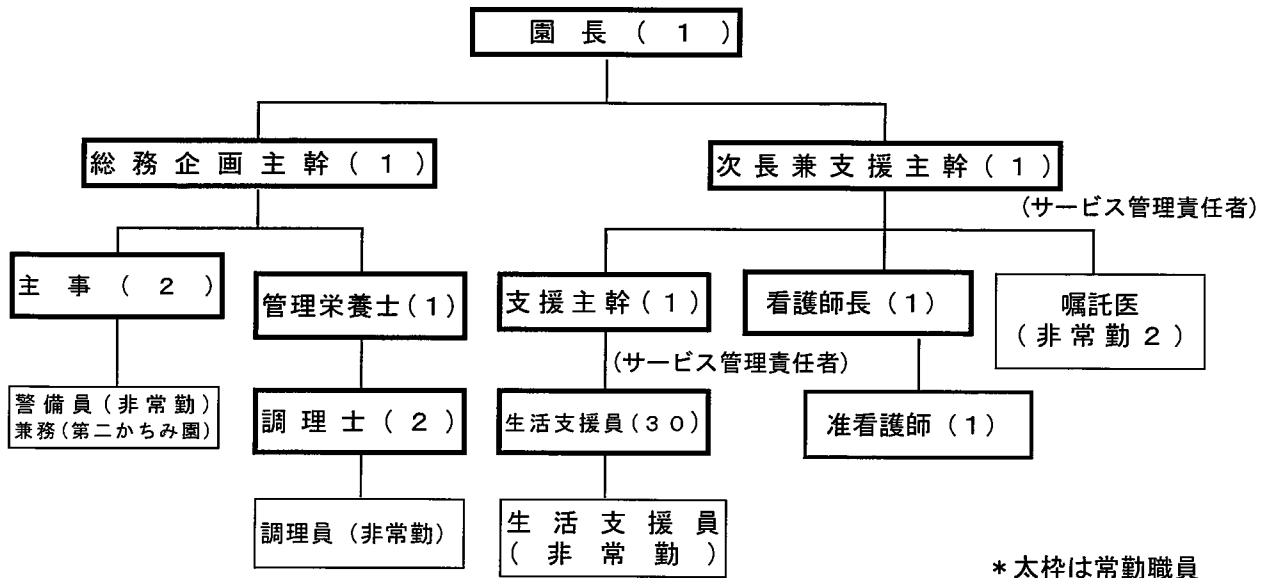 園長(1)
総務企画主幹(1)
次長兼支援主幹(1)
(サービス管理責任者)
主事(2)
管理栄養士(1)
支援主幹(1)
看護師長(1)
嘱託医
(非常勤2)
(サービス管理責任者)
警備員(非常勤)
兼務(第二かちみ園)
調理士(2)
生活支援員(30)
准看護師(1)
調理員(非常勤)
生活支援員
(非常勤)
*太枠は常勤職員